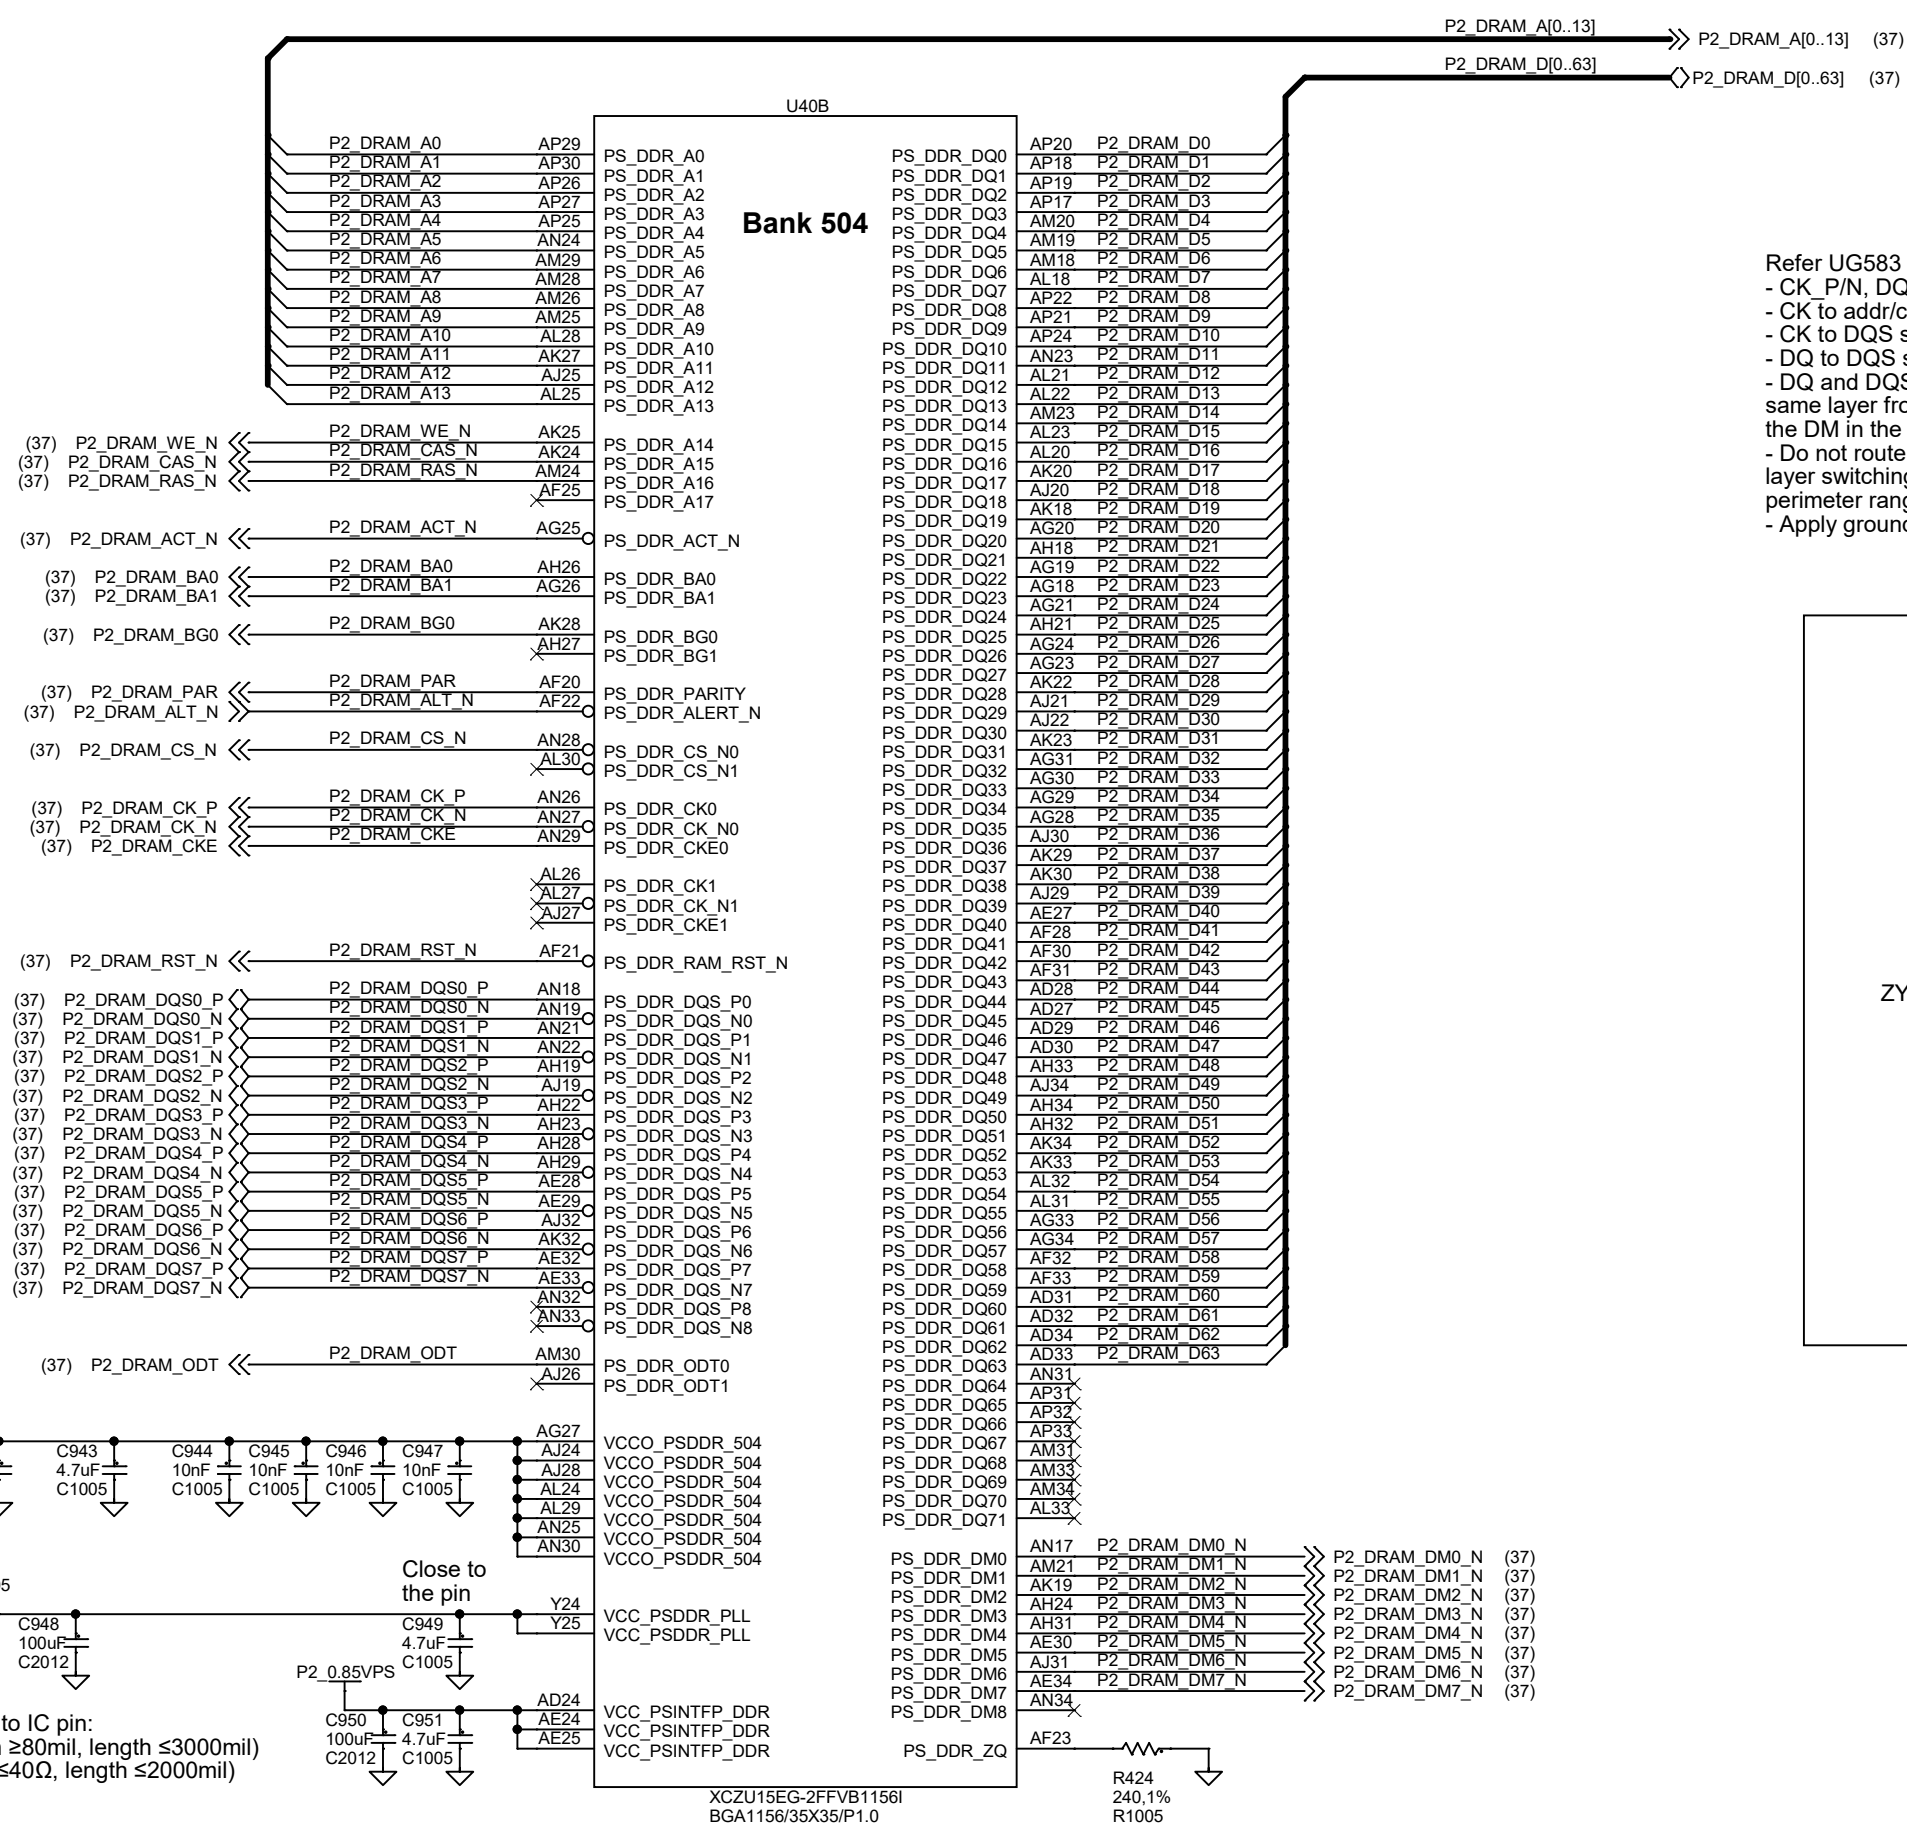 P2_DRAM_A[0..13]
P2_DRAM_A[0..13] (37)
P2_DRAM_D[0..63]
P2_DRAM_D[0..63] (37)
U40B
Bank 504
P2_DRAM_A0 AP29 PS_DDR_A0
P2_DRAM_A1 AP30 PS_DDR_A1
P2_DRAM_A2 AP26 PS_DDR_A2
P2_DRAM_A3 AP27 PS_DDR_A3
P2_DRAM_A4 AP25 PS_DDR_A4
P2_DRAM_A5 AN24 PS_DDR_A5
P2_DRAM_A6 AM29 PS_DDR_A6
P2_DRAM_A7 AM28 PS_DDR_A7
P2_DRAM_A8 AM26 PS_DDR_A8
P2_DRAM_A9 AM25 PS_DDR_A9
P2_DRAM_A10 AL28 PS_DDR_A10
P2_DRAM_A11 AK27 PS_DDR_A11
P2_DRAM_A12 AJ25 PS_DDR_A12
P2_DRAM_A13 AL25 PS_DDR_A13
(37) P2_DRAM_WE_N P2_DRAM_WE_N AK25 PS_DDR_A14
(37) P2_DRAM_CAS_N P2_DRAM_CAS_N AK24 PS_DDR_A15
(37) P2_DRAM_RAS_N P2_DRAM_RAS_N AM24 PS_DDR_A16
AF25 PS_DDR_A17
(37) P2_DRAM_ACT_N P2_DRAM_ACT_N AG25 PS_DDR_ACT_N
(37) P2_DRAM_BA0 P2_DRAM_BA0 AH26 PS_DDR_BA0
(37) P2_DRAM_BA1 P2_DRAM_BA1 AG26 PS_DDR_BA1
(37) P2_DRAM_BG0 P2_DRAM_BG0 AK28 PS_DDR_BG0
AH27 PS_DDR_BG1
(37) P2_DRAM_PAR P2_DRAM_PAR AF20 PS_DDR_PARITY
(37) P2_DRAM_ALT_N P2_DRAM_ALT_N AF22 PS_DDR_ALERT_N
(37) P2_DRAM_CS_N P2_DRAM_CS_N AN28 PS_DDR_CS_N0
AL30 PS_DDR_CS_N1
(37) P2_DRAM_CK_P P2_DRAM_CK_P AN26 PS_DDR_CK0
(37) P2_DRAM_CK_N P2_DRAM_CK_N AN27 PS_DDR_CK_N0
(37) P2_DRAM_CKE P2_DRAM_CKE AN29 PS_DDR_CKE0
AL26 PS_DDR_CK1
AL27 PS_DDR_CK_N1
AJ27 PS_DDR_CKE1
(37) P2_DRAM_RST_N P2_DRAM_RST_N AF21 PS_DDR_RAM_RST_N
(37) P2_DRAM_DQS0_P P2_DRAM_DQS0_P AN18 PS_DDR_DQS_P0
(37) P2_DRAM_DQS0_N P2_DRAM_DQS0_N AN19 PS_DDR_DQS_N0
(37) P2_DRAM_DQS1_P P2_DRAM_DQS1_P AN21 PS_DDR_DQS_P1
(37) P2_DRAM_DQS1_N P2_DRAM_DQS1_N AN22 PS_DDR_DQS_N1
(37) P2_DRAM_DQS2_P P2_DRAM_DQS2_P AH19 PS_DDR_DQS_P2
(37) P2_DRAM_DQS2_N P2_DRAM_DQS2_N AJ19 PS_DDR_DQS_N2
(37) P2_DRAM_DQS3_P P2_DRAM_DQS3_P AH22 PS_DDR_DQS_P3
(37) P2_DRAM_DQS3_N P2_DRAM_DQS3_N AH23 PS_DDR_DQS_N3
(37) P2_DRAM_DQS4_P P2_DRAM_DQS4_P AH28 PS_DDR_DQS_P4
(37) P2_DRAM_DQS4_N P2_DRAM_DQS4_N AH29 PS_DDR_DQS_N4
(37) P2_DRAM_DQS5_P P2_DRAM_DQS5_P AE28 PS_DDR_DQS_P5
(37) P2_DRAM_DQS5_N P2_DRAM_DQS5_N AE29 PS_DDR_DQS_N5
(37) P2_DRAM_DQS6_P P2_DRAM_DQS6_P AJ32 PS_DDR_DQS_P6
(37) P2_DRAM_DQS6_N P2_DRAM_DQS6_N AK32 PS_DDR_DQS_N6
(37) P2_DRAM_DQS7_P P2_DRAM_DQS7_P AE32 PS_DDR_DQS_P7
(37) P2_DRAM_DQS7_N P2_DRAM_DQS7_N AE33 PS_DDR_DQS_N7
AN32 PS_DDR_DQS_P8
AN33 PS_DDR_DQS_N8
(37) P2_DRAM_ODT P2_DRAM_ODT AM30 PS_DDR_ODT0
AJ26 PS_DDR_ODT1
AG27 VCCO_PSDDR_504
AJ24 VCCO_PSDDR_504
AJ28 VCCO_PSDDR_504
AL24 VCCO_PSDDR_504
AL29 VCCO_PSDDR_504
AN25 VCCO_PSDDR_504
AN30 VCCO_PSDDR_504
C943 C944 C945 C946 C947
4.7uF 10nF 10nF 10nF 10nF
C1005 C1005 C1005 C1005 C1005
Close to
the pin
Y24 VCC_PSDDR_PLL
Y25 VCC_PSDDR_PLL
5
C948 C949
100uF 4.7uF
C2012 C1005
P2_0.85VPS
AD24 VCC_PSINTFP_DDR
AE24 VCC_PSINTFP_DDR
AE25 VCC_PSINTFP_DDR
C950 C951
100uF 4.7uF
C2012 C1005
to IC pin:
≥80mil, length ≤3000mil)
≤40Ω, length ≤2000mil)
PS_DDR_DQ0 AP20 P2_DRAM_D0
PS_DDR_DQ1 AP18 P2_DRAM_D1
PS_DDR_DQ2 AP19 P2_DRAM_D2
PS_DDR_DQ3 AP17 P2_DRAM_D3
PS_DDR_DQ4 AM20 P2_DRAM_D4
PS_DDR_DQ5 AM19 P2_DRAM_D5
PS_DDR_DQ6 AM18 P2_DRAM_D6
PS_DDR_DQ7 AL18 P2_DRAM_D7
PS_DDR_DQ8 AP22 P2_DRAM_D8
PS_DDR_DQ9 AP21 P2_DRAM_D9
PS_DDR_DQ10 AP24 P2_DRAM_D10
PS_DDR_DQ11 AN23 P2_DRAM_D11
PS_DDR_DQ12 AL21 P2_DRAM_D12
PS_DDR_DQ13 AL22 P2_DRAM_D13
PS_DDR_DQ14 AM23 P2_DRAM_D14
PS_DDR_DQ15 AL23 P2_DRAM_D15
PS_DDR_DQ16 AL20 P2_DRAM_D16
PS_DDR_DQ17 AK20 P2_DRAM_D17
PS_DDR_DQ18 AJ20 P2_DRAM_D18
PS_DDR_DQ19 AK18 P2_DRAM_D19
PS_DDR_DQ20 AG20 P2_DRAM_D20
PS_DDR_DQ21 AH18 P2_DRAM_D21
PS_DDR_DQ22 AG19 P2_DRAM_D22
PS_DDR_DQ23 AG18 P2_DRAM_D23
PS_DDR_DQ24 AG21 P2_DRAM_D24
PS_DDR_DQ25 AH21 P2_DRAM_D25
PS_DDR_DQ26 AG24 P2_DRAM_D26
PS_DDR_DQ27 AG23 P2_DRAM_D27
PS_DDR_DQ28 AK22 P2_DRAM_D28
PS_DDR_DQ29 AJ21 P2_DRAM_D29
PS_DDR_DQ30 AJ22 P2_DRAM_D30
PS_DDR_DQ31 AK23 P2_DRAM_D31
PS_DDR_DQ32 AG31 P2_DRAM_D32
PS_DDR_DQ33 AG30 P2_DRAM_D33
PS_DDR_DQ34 AG29 P2_DRAM_D34
PS_DDR_DQ35 AG28 P2_DRAM_D35
PS_DDR_DQ36 AJ30 P2_DRAM_D36
PS_DDR_DQ37 AK29 P2_DRAM_D37
PS_DDR_DQ38 AK30 P2_DRAM_D38
PS_DDR_DQ39 AJ29 P2_DRAM_D39
PS_DDR_DQ40 AE27 P2_DRAM_D40
PS_DDR_DQ41 AF28 P2_DRAM_D41
PS_DDR_DQ42 AF30 P2_DRAM_D42
PS_DDR_DQ43 AF31 P2_DRAM_D43
PS_DDR_DQ44 AD28 P2_DRAM_D44
PS_DDR_DQ45 AD27 P2_DRAM_D45
PS_DDR_DQ46 AD29 P2_DRAM_D46
PS_DDR_DQ47 AD30 P2_DRAM_D47
PS_DDR_DQ48 AH33 P2_DRAM_D48
PS_DDR_DQ49 AJ34 P2_DRAM_D49
PS_DDR_DQ50 AH34 P2_DRAM_D50
PS_DDR_DQ51 AH32 P2_DRAM_D51
PS_DDR_DQ52 AK34 P2_DRAM_D52
PS_DDR_DQ53 AK33 P2_DRAM_D53
PS_DDR_DQ54 AL32 P2_DRAM_D54
PS_DDR_DQ55 AL31 P2_DRAM_D55
PS_DDR_DQ56 AG33 P2_DRAM_D56
PS_DDR_DQ57 AG34 P2_DRAM_D57
PS_DDR_DQ58 AF32 P2_DRAM_D58
PS_DDR_DQ59 AF33 P2_DRAM_D59
PS_DDR_DQ60 AD31 P2_DRAM_D60
PS_DDR_DQ61 AD32 P2_DRAM_D61
PS_DDR_DQ62 AD34 P2_DRAM_D62
PS_DDR_DQ63 AD33 P2_DRAM_D63
PS_DDR_DQ64 AN31
PS_DDR_DQ65 AP31
PS_DDR_DQ66 AP32
PS_DDR_DQ67 AP33
PS_DDR_DQ68 AM31
PS_DDR_DQ69 AM33
PS_DDR_DQ70 AM34
PS_DDR_DQ71 AL33
PS_DDR_DM0 AN17 P2_DRAM_DM0_N P2_DRAM_DM0_N (37)
PS_DDR_DM1 AM21 P2_DRAM_DM1_N P2_DRAM_DM1_N (37)
PS_DDR_DM2 AK19 P2_DRAM_DM2_N P2_DRAM_DM2_N (37)
PS_DDR_DM3 AH24 P2_DRAM_DM3_N P2_DRAM_DM3_N (37)
PS_DDR_DM4 AH31 P2_DRAM_DM4_N P2_DRAM_DM4_N (37)
PS_DDR_DM5 AE30 P2_DRAM_DM5_N P2_DRAM_DM5_N (37)
PS_DDR_DM6 AJ31 P2_DRAM_DM6_N P2_DRAM_DM6_N (37)
PS_DDR_DM7 AE34 P2_DRAM_DM7_N P2_DRAM_DM7_N (37)
PS_DDR_DM8 AN34
PS_DDR_ZQ AF23
R424
240,1%
R1005
XCZU15EG-2FFVB1156I
BGA1156/35X35/P1.0
Refer UG583
- CK_P/N, DQ
- CK to addr/c
- CK to DQS s
- DQ to DQS s
- DQ and DQS
same layer fro
the DM in the
- Do not route
layer switching
perimeter rang
- Apply ground
ZY